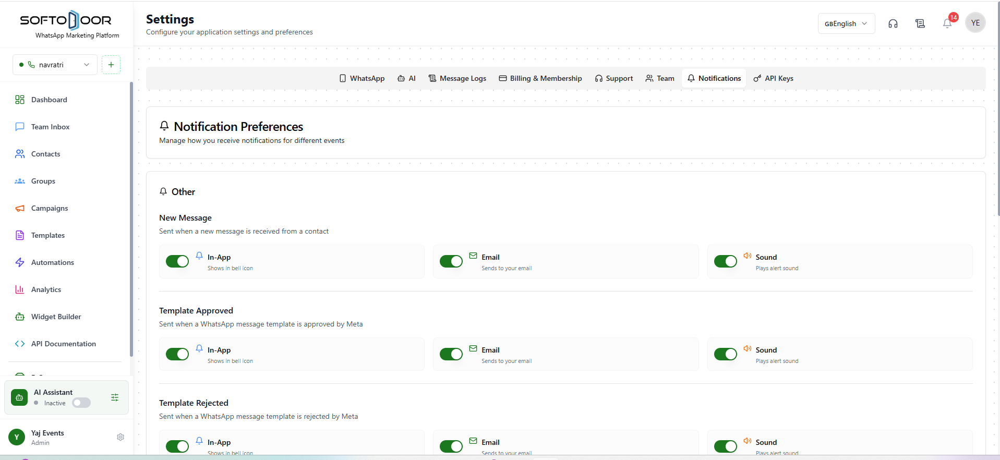 SOFTODOOR
WhatsApp Marketing Platform
navratri
Dashboard
Team Inbox
Contacts
Groups
Campaigns
Templates
Automations
Analytics
Widget Builder
API Documentation
AI Assistant
Inactive
Y
Yaj Events
Admin
Settings
Configure your application settings and preferences
GBEnglish
14
YE
WhatsApp
AI
Message Logs
Billing & Membership
Support
Team
Notifications
API Keys
Notification Preferences
Manage how you receive notifications for different events
Other
New Message
Sent when a new message is received from a contact
In-App
Shows in bell icon
Email
Sends to your email
Sound
Plays alert sound
Template Approved
Sent when a WhatsApp message template is approved by Meta
In-App
Shows in bell icon
Email
Sends to your email
Sound
Plays alert sound
Template Rejected
Sent when a WhatsApp message template is rejected by Meta
In-App
Shows in bell icon
Email
Sends to your email
Sound
Plays alert sound